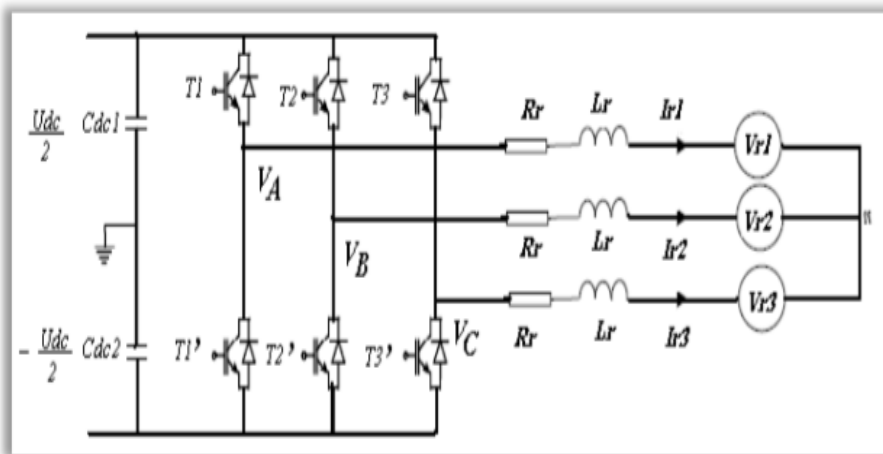 T1 T2 T3
Udc/2 Cdc1
Rr Lr Ir1 Vr1
VA
Rr Lr Ir2 Vr2 n
VB
Rr Lr Ir3 Vr3
VC
- Udc/2 Cdc2
T1' T2' T3'